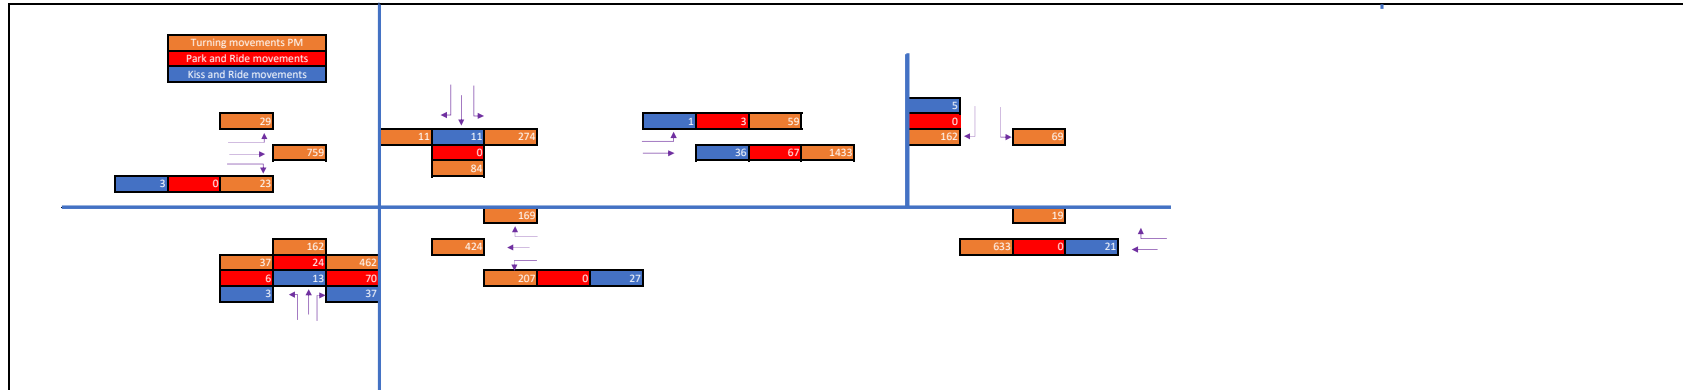 Turning movements PM
Park and Ride movements
Kiss and Ride movements
5
29 1 3 59 0
11 11 274 162 69
759 0 36 67 1433
84
3 0 23
169 19
162 424 633 0 21
37 24 462
6 13 70 207 0 27
3 37